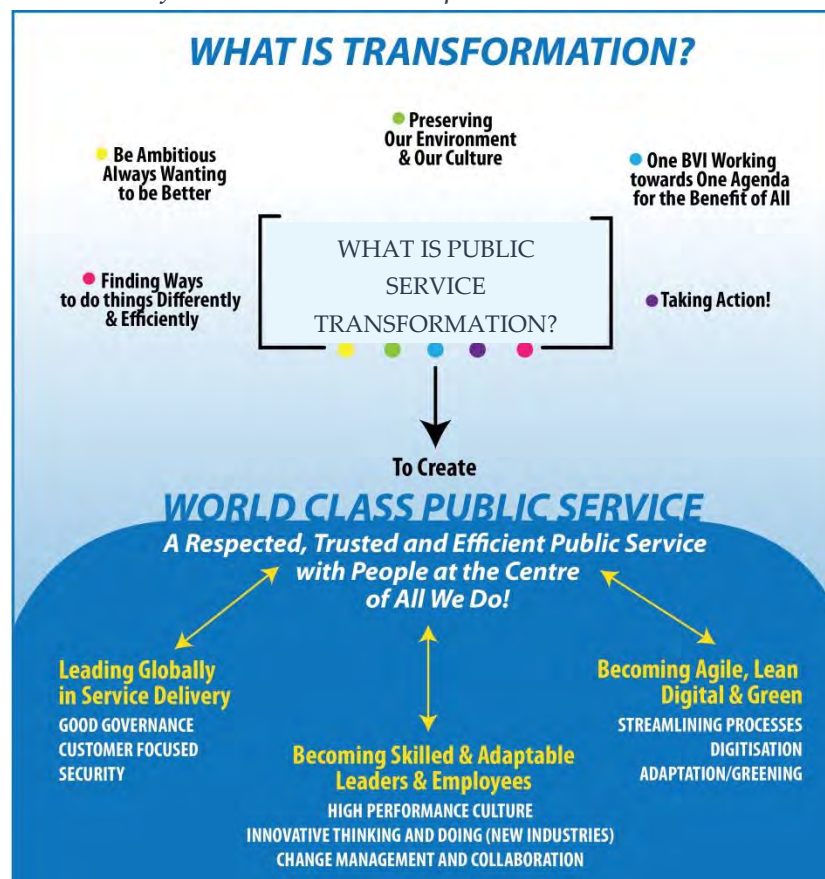 WHAT IS TRANSFORMATION?
Preserving
Our Environment
& Our Culture
Be Ambitious
Always Wanting
to be Better
One BVI Working
towards One Agenda
for the Benefit of All
WHAT IS PUBLIC
SERVICE
TRANSFORMATION?
Finding Ways
to do things Differently
& Efficiently
Taking Action!
To Create
WORLD CLASS PUBLIC SERVICE
A Respected, Trusted and Efficient Public Service
with People at the Centre
of All We Do!
Leading Globally
in Service Delivery
GOOD GOVERNANCE
CUSTOMER FOCUSED
SECURITY
Becoming Skilled & Adaptable
Leaders & Employees
HIGH PERFORMANCE CULTURE
INNOVATIVE THINKING AND DOING (NEW INDUSTRIES)
CHANGE MANAGEMENT AND COLLABORATION
Becoming Agile, Lean
Digital & Green
STREAMLINING PROCESSES
DIGITISATION
ADAPTATION/GREENING